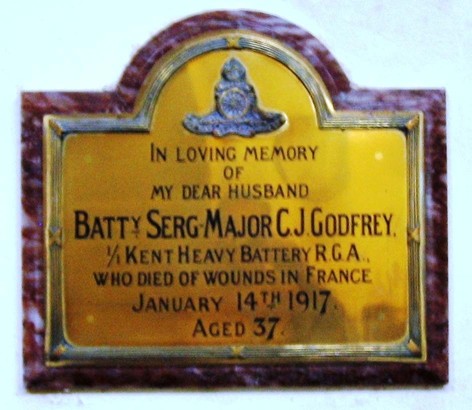 IN LOVING MEMORY
OF
MY DEAR HUSBAND
BATTY SERG-MAJOR C.J. GODFREY.
1/1 KENT HEAVY BATTERY R.G.A.,
WHO DIED OF WOUNDS IN FRANCE
JANUARY 14TH 1917.
AGED 37.